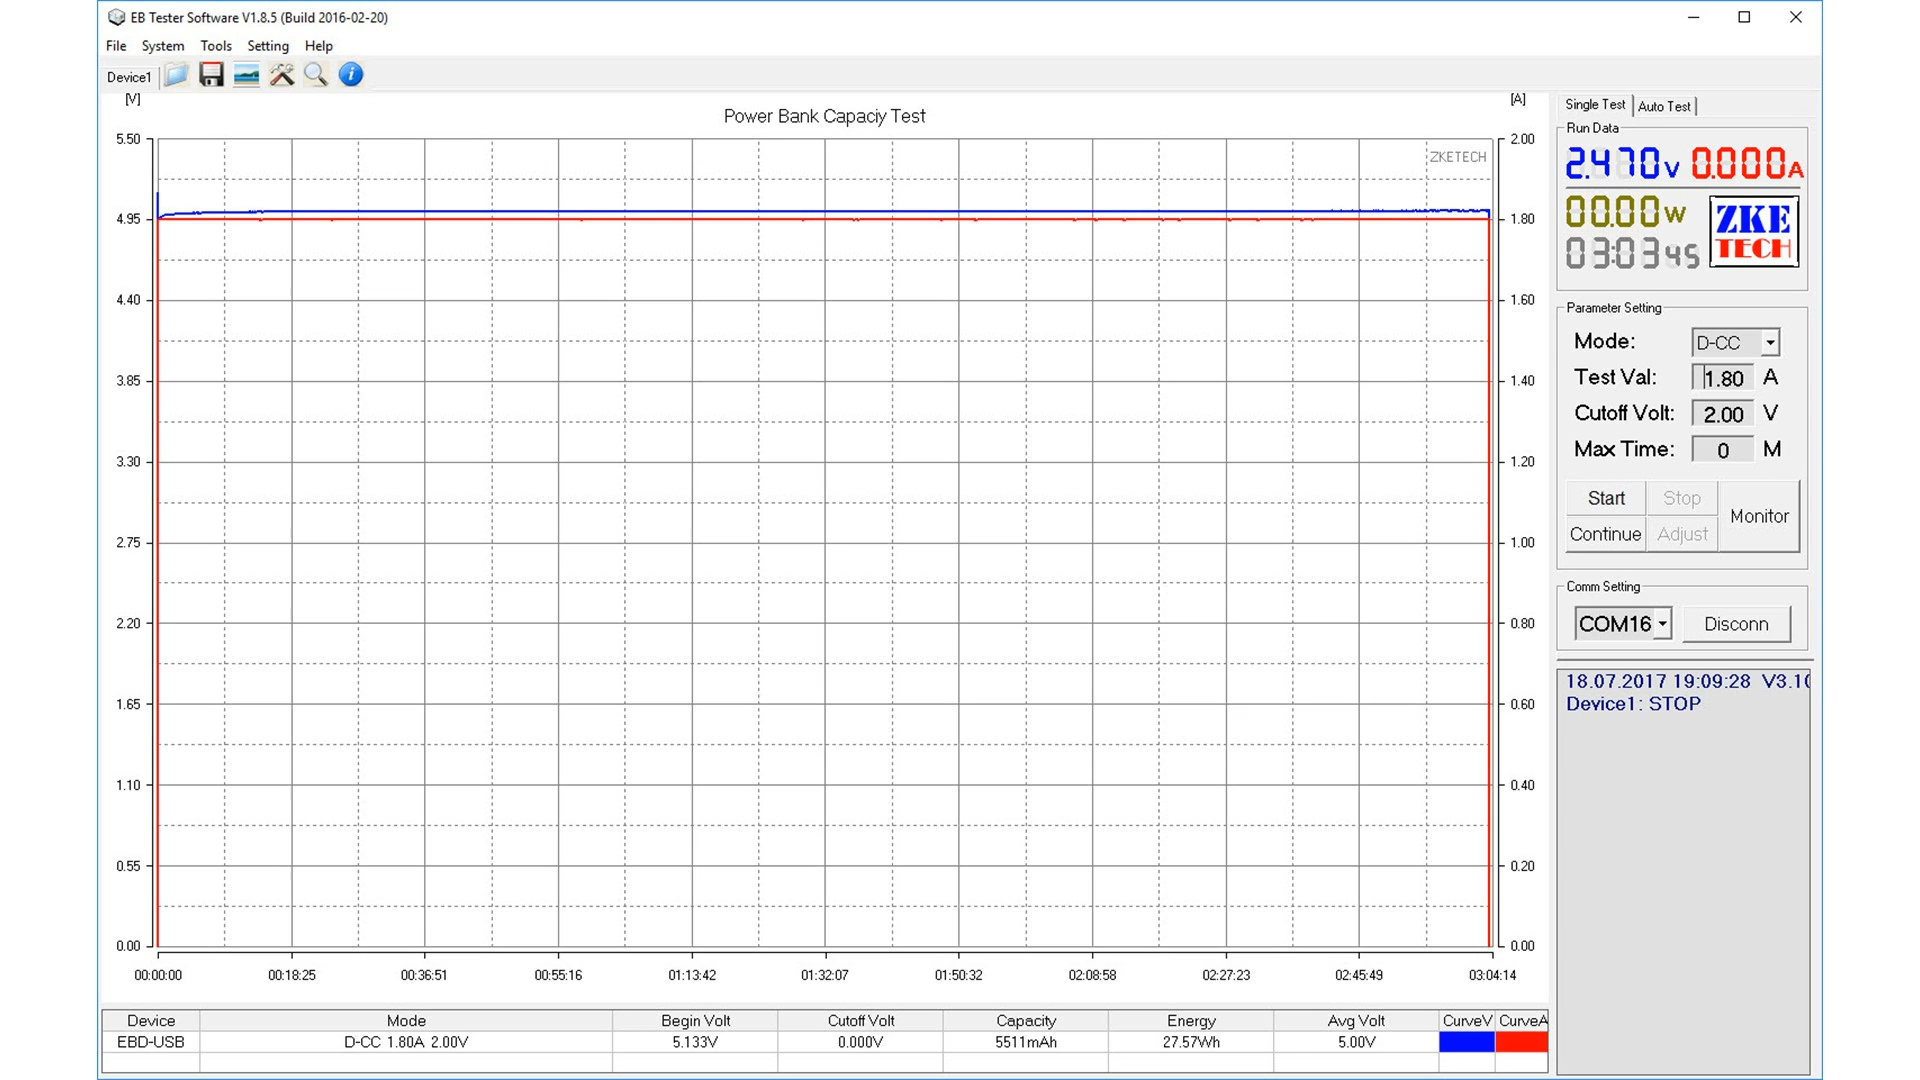 EB Tester Software V1.8.5 (Build 2016-02-20)
File System Tools Setting Help
Device1
[V]
[A]
Power Bank Capaciy Test
ZKETECH
5.50
4.95
4.40
3.85
3.30
2.75
2.20
1.65
1.10
0.55
0.00
2.00
1.80
1.60
1.40
1.20
1.00
0.80
0.60
0.40
0.20
0.00
00:00:00 00:18:25 00:36:51 00:55:16 01:13:42 01:32:07 01:50:32 02:08:58 02:27:23 02:45:49 03:04:14
Device Mode Begin Volt Cutoff Volt Capacity Energy Avg Volt CurveV CurveA
EBD-USB D-CC 1.80A 2.00V 5.133V 0.000V 5511mAh 27.57Wh 5.00V
Single Test Auto Test
Run Data
2.470V 0.000A
00.00W
03:03 45
ZKE
TECH
Parameter Setting
Mode: D-CC
Test Val: 1.80 A
Cutoff Volt: 2.00 V
Max Time: 0 M
Start Stop
Monitor
Continue Adjust
Comm Setting
COM16 Disconn
18.07.2017 19:09:28 V3.10
Device1: STOP